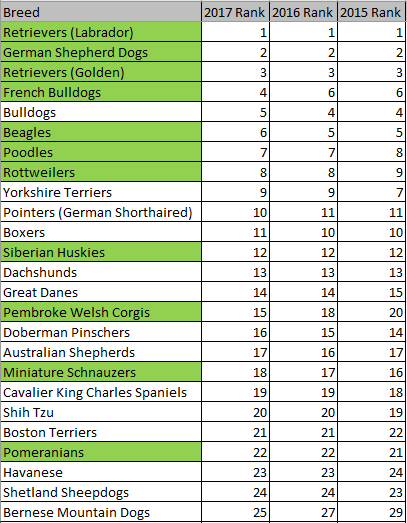 Breed 2017 Rank 2016 Rank 2015 Rank
Retrievers (Labrador) 1 1 1
German Shepherd Dogs 2 2 2
Retrievers (Golden) 3 3 3
French Bulldogs 4 6 6
Bulldogs 5 4 4
Beagles 6 5 5
Poodles 7 7 8
Rottweilers 8 8 9
Yorkshire Terriers 9 9 7
Pointers (German Shorthaired) 10 11 11
Boxers 11 10 10
Siberian Huskies 12 12 12
Dachshunds 13 13 13
Great Danes 14 14 15
Pembroke Welsh Corgis 15 18 20
Doberman Pinschers 16 15 14
Australian Shepherds 17 16 17
Miniature Schnauzers 18 17 16
Cavalier King Charles Spaniels 19 19 18
Shih Tzu 20 20 19
Boston Terriers 21 21 22
Pomeranians 22 22 21
Havanese 23 23 24
Shetland Sheepdogs 24 24 23
Bernese Mountain Dogs 25 27 29